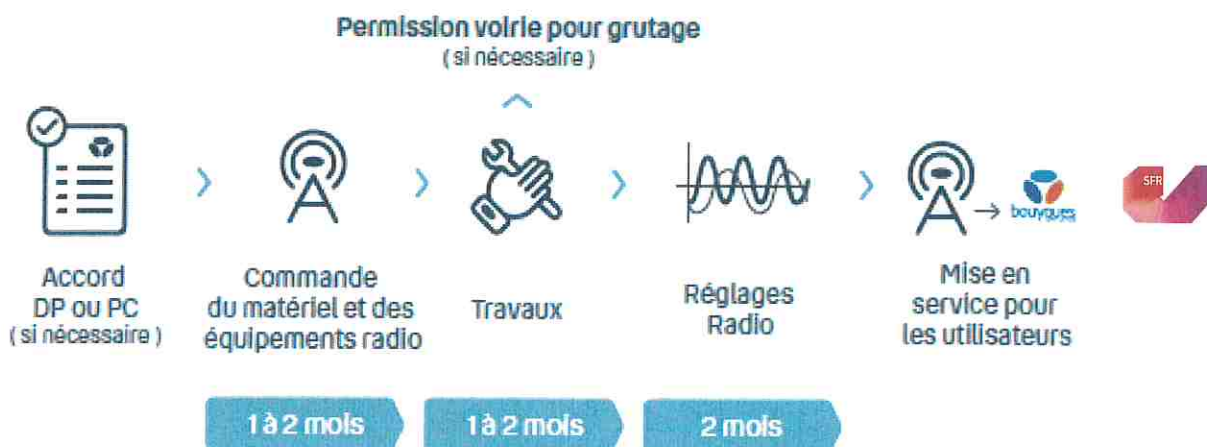 Permission voirie pour grutage
( si nécessaire )
Accord
DP ou PC
( si nécessaire )
Commande
du matériel et des
équipements radio
Travaux
Réglages
Radio
bouygues
SFR
Mise en
service pour
les utilisateurs
1 à 2 mois
1 à 2 mois
2 mois